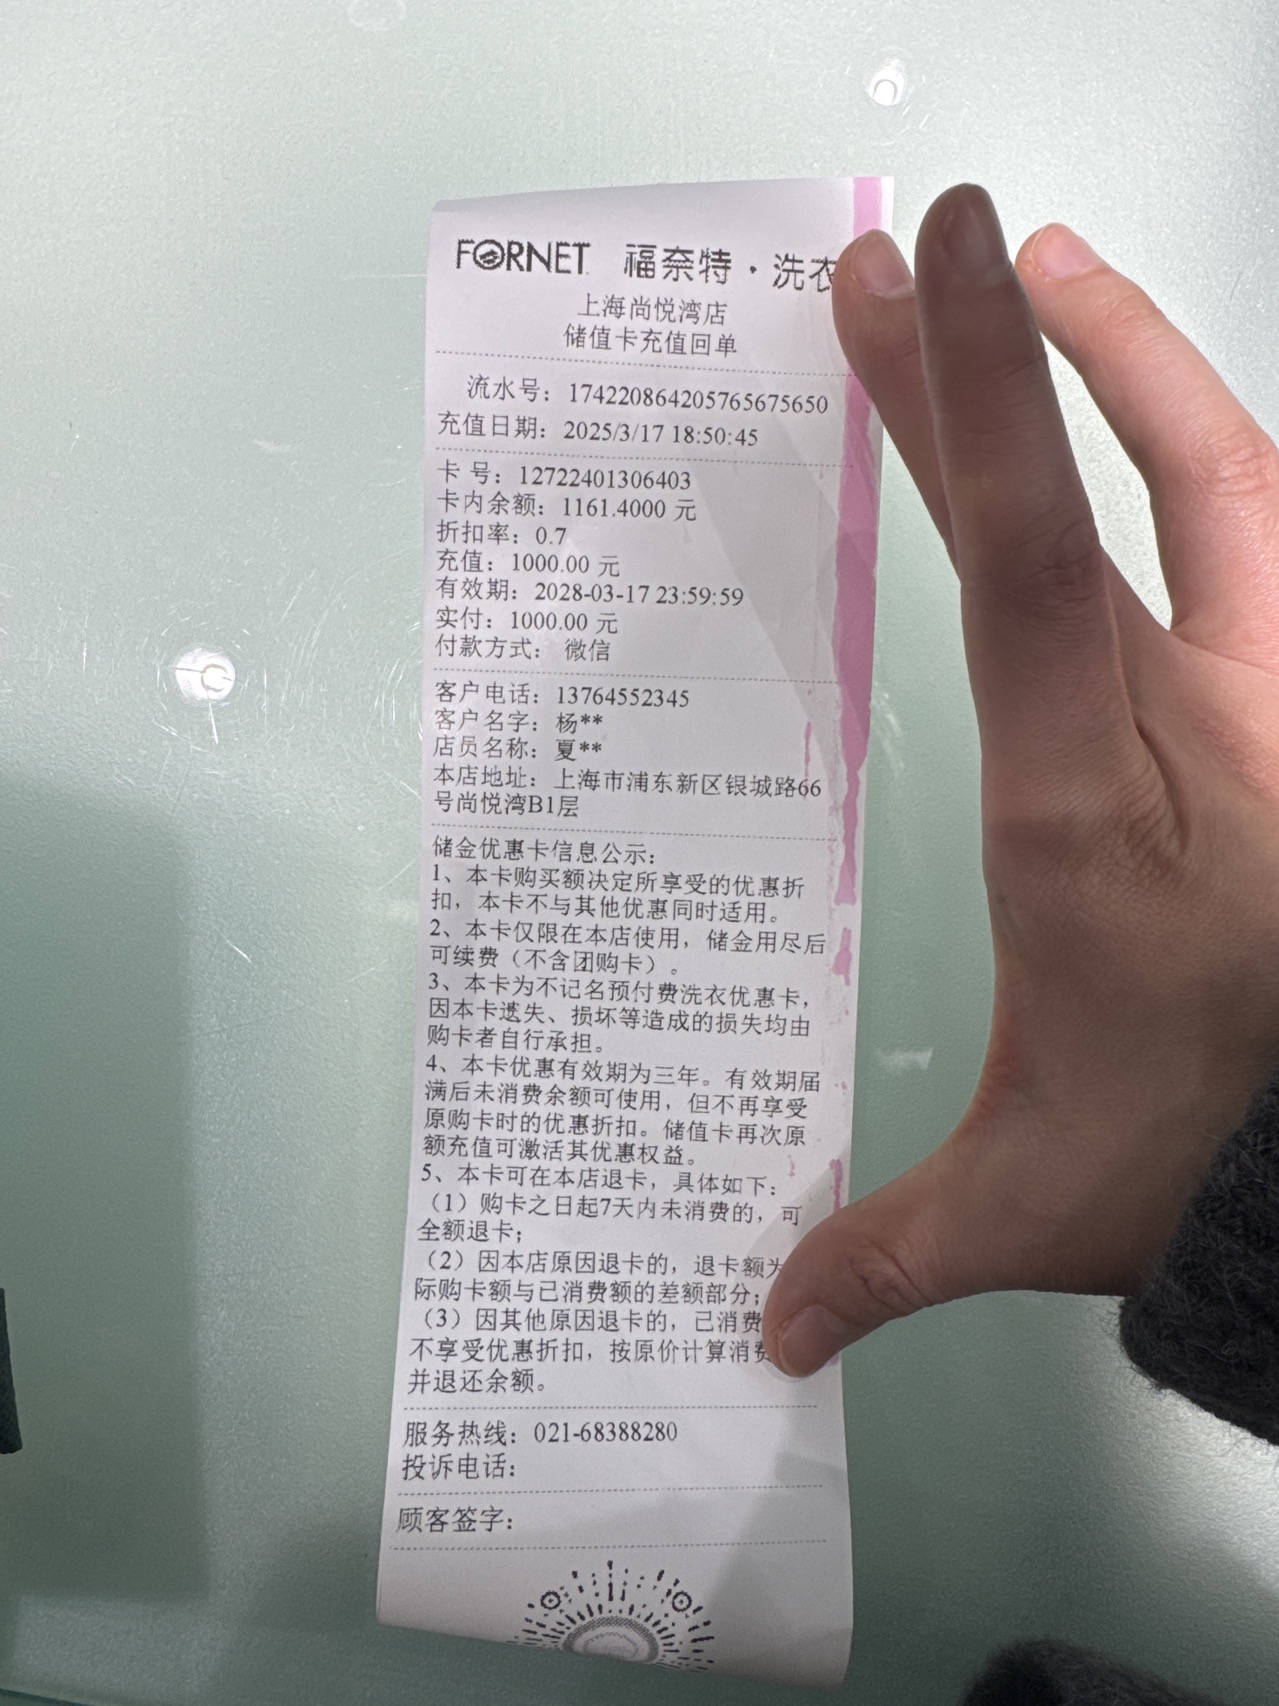 FORNET 福奈特·洗衣
上海尚悦湾店
储值卡充值回单
流水号：174220864205765675650
充值日期：2025/3/17 18:50:45
卡 号：12722401306403
卡内余额：1161.4000 元
折扣率：0.7
充值：1000.00 元
有效期：2028-03-17 23:59:59
实付：1000.00 元
付款方式： 微信
客户电话：13764552345
客户名字：杨**
店员名称：夏**
本店地址：上海市浦东新区银城路66
号尚悦湾B1层
储金优惠卡信息公示：
1、本卡购买额决定所享受的优惠折
扣，本卡不与其他优惠同时适用。
2、本卡仅限在本店使用，储金用尽后
可续费（不含团购卡）。
3、本卡为不记名预付费洗衣优惠卡，
因本卡遗失、损坏等造成的损失均由
购卡者自行承担。
4、本卡优惠有效期为三年。有效期届
满后未消费余额可使用，但不再享受
原购卡时的优惠折扣。储值卡再次原
额充值可激活其优惠权益。
5、本卡可在本店退卡，具体如下：
（1）购卡之日起7天内未消费的，可
全额退卡；
（2）因本店原因退卡的，退卡额为
际购卡额与已消费额的差额部分；
（3）因其他原因退卡的，已消费
不享受优惠折扣，按原价计算消费
并退还余额。
服务热线：021-68388280
投诉电话：
顾客签字：